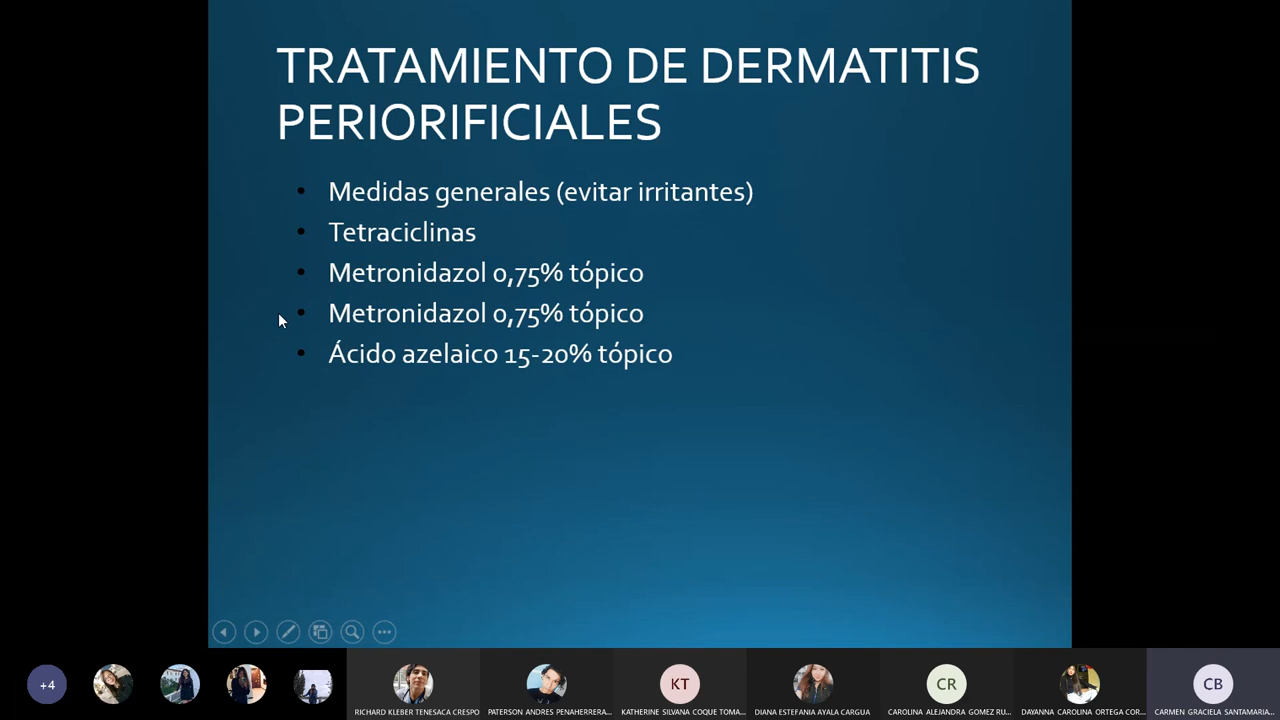 TRATAMIENTO DE DERMATITIS
PERIORIFICIALES
• Medidas generales (evitar irritantes)
• Tetraciclinas
• Metronidazol 0,75% tópico
• Metronidazol 0,75% tópico
• Ácido azelaico 15-20% tópico
+4
KT
CR
CB
RICHARD KLEBER TENESACA CRESPO
PATERSON ANDRES PENAHERRERA...
KATHERINE SILVANA COQUE TOMA...
DIANA ESTEFANIA AYALA CARGUA
CAROLINA ALEJANDRA GOMEZ RU...
DAYANNA CAROLINA ORTEGA COR...
CARMEN GRACIELA SANTAMARIA...